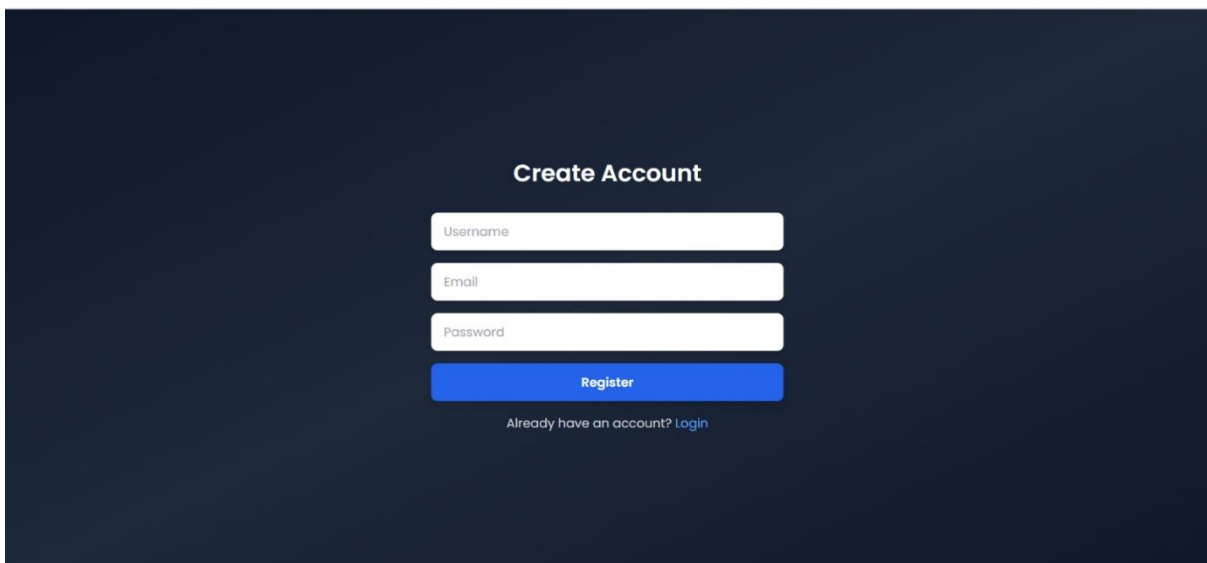 Create Account
Username
Email
Password
Register
Already have an account? Login